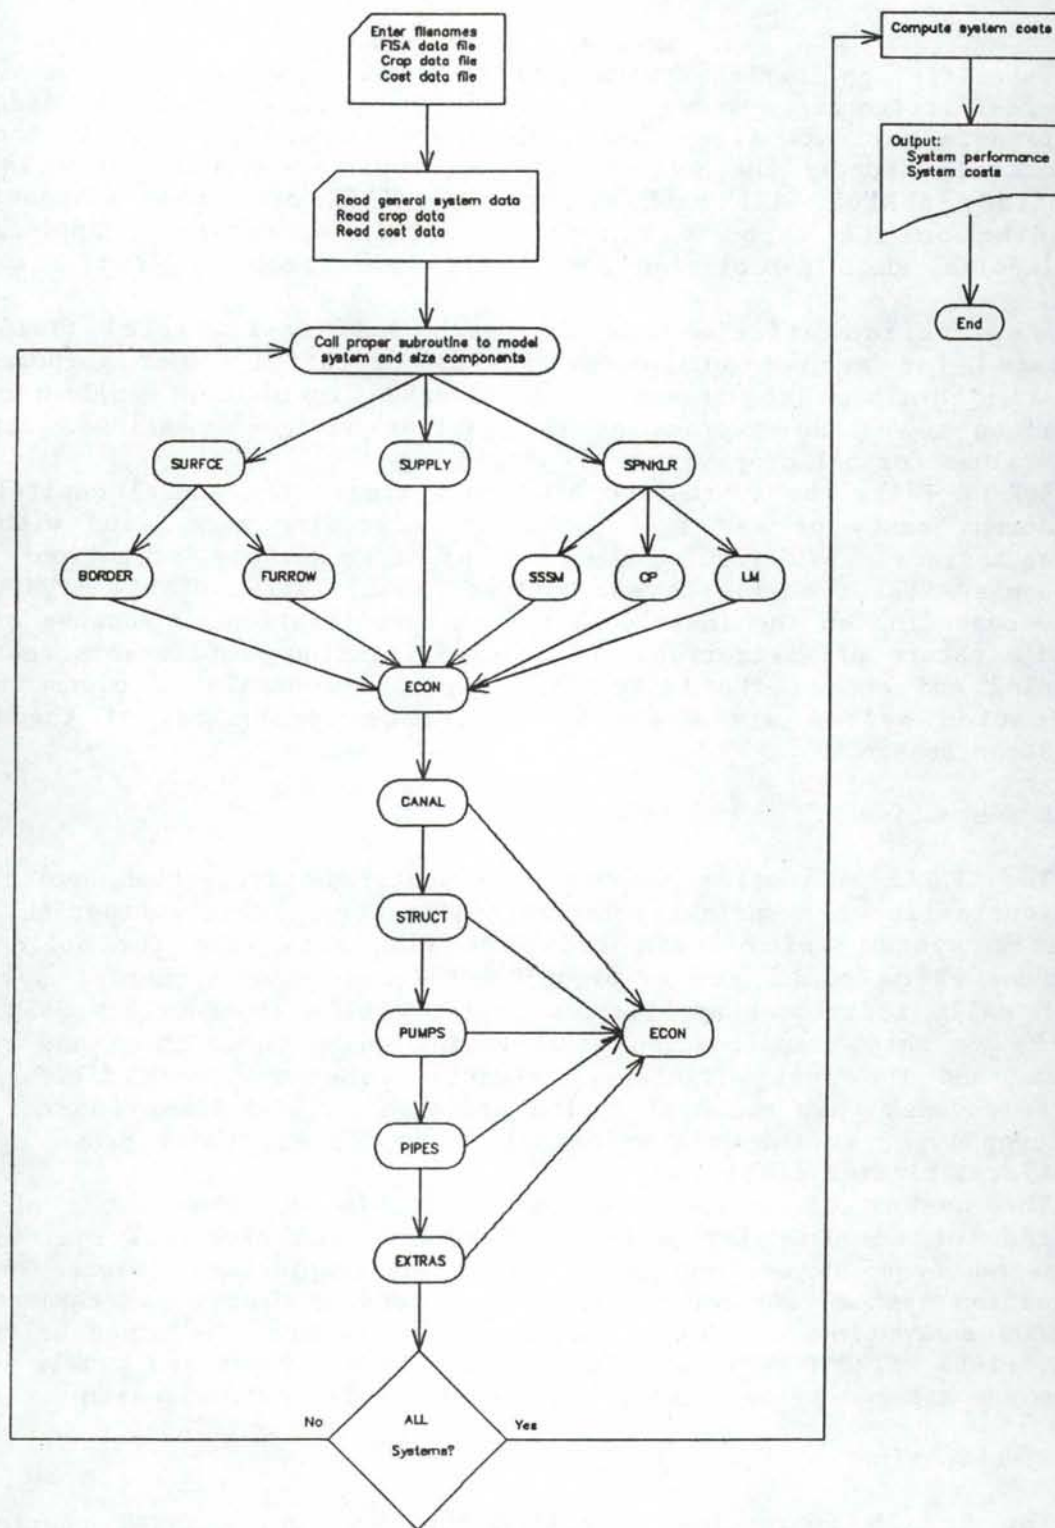 Enter filenames
FISA data file
Crop data file
Cost data file
Read general system data
Read crop data
Read cost data
Call proper subroutine to model
system and size components
SURFCE
SUPPLY
SPNKLR
BORDER
FURROW
SSSM
CP
LM
ECON
CANAL
STRUCT
PUMPS
ECON
PIPES
EXTRAS
No
ALL
Systems?
Yes
Compute system costs
Output:
System performance
System costs
End